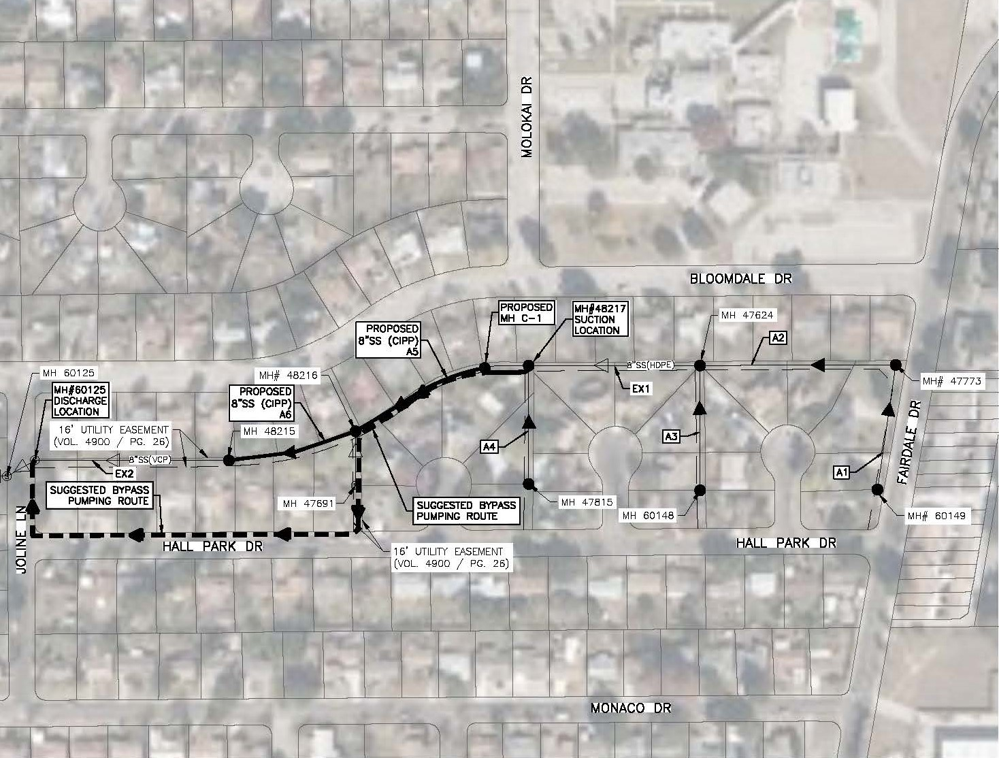 MOLOKAI DR
BLOOMDALE DR
PROPOSED
MH C-1
MH#48217
SUCTION
LOCATION
MH 47624
A2
PROPOSED
8"SS (CIPP)
A5
8"SS(HDPE)
EX1
MH# 47773
MH 60125
MH#60125
DISCHARGE
LOCATION
MH# 48216
PROPOSED
8"SS (CIPP)
A6
16' UTILITY EASEMENT
(VOL. 4900 / PG. 26)
MH 48215
8"SS(VCP)
EX2
A4
A3
A1
FAIRDALE DR
SUGGESTED BYPASS
PUMPING ROUTE
MH 47691
SUGGESTED BYPASS
PUMPING ROUTE
MH 47815
MH 60148
MH# 60149
JOLINE LN
HALL PARK DR
HALL PARK DR
16' UTILITY EASEMENT
(VOL. 4900 / PG. 26)
MONACO DR